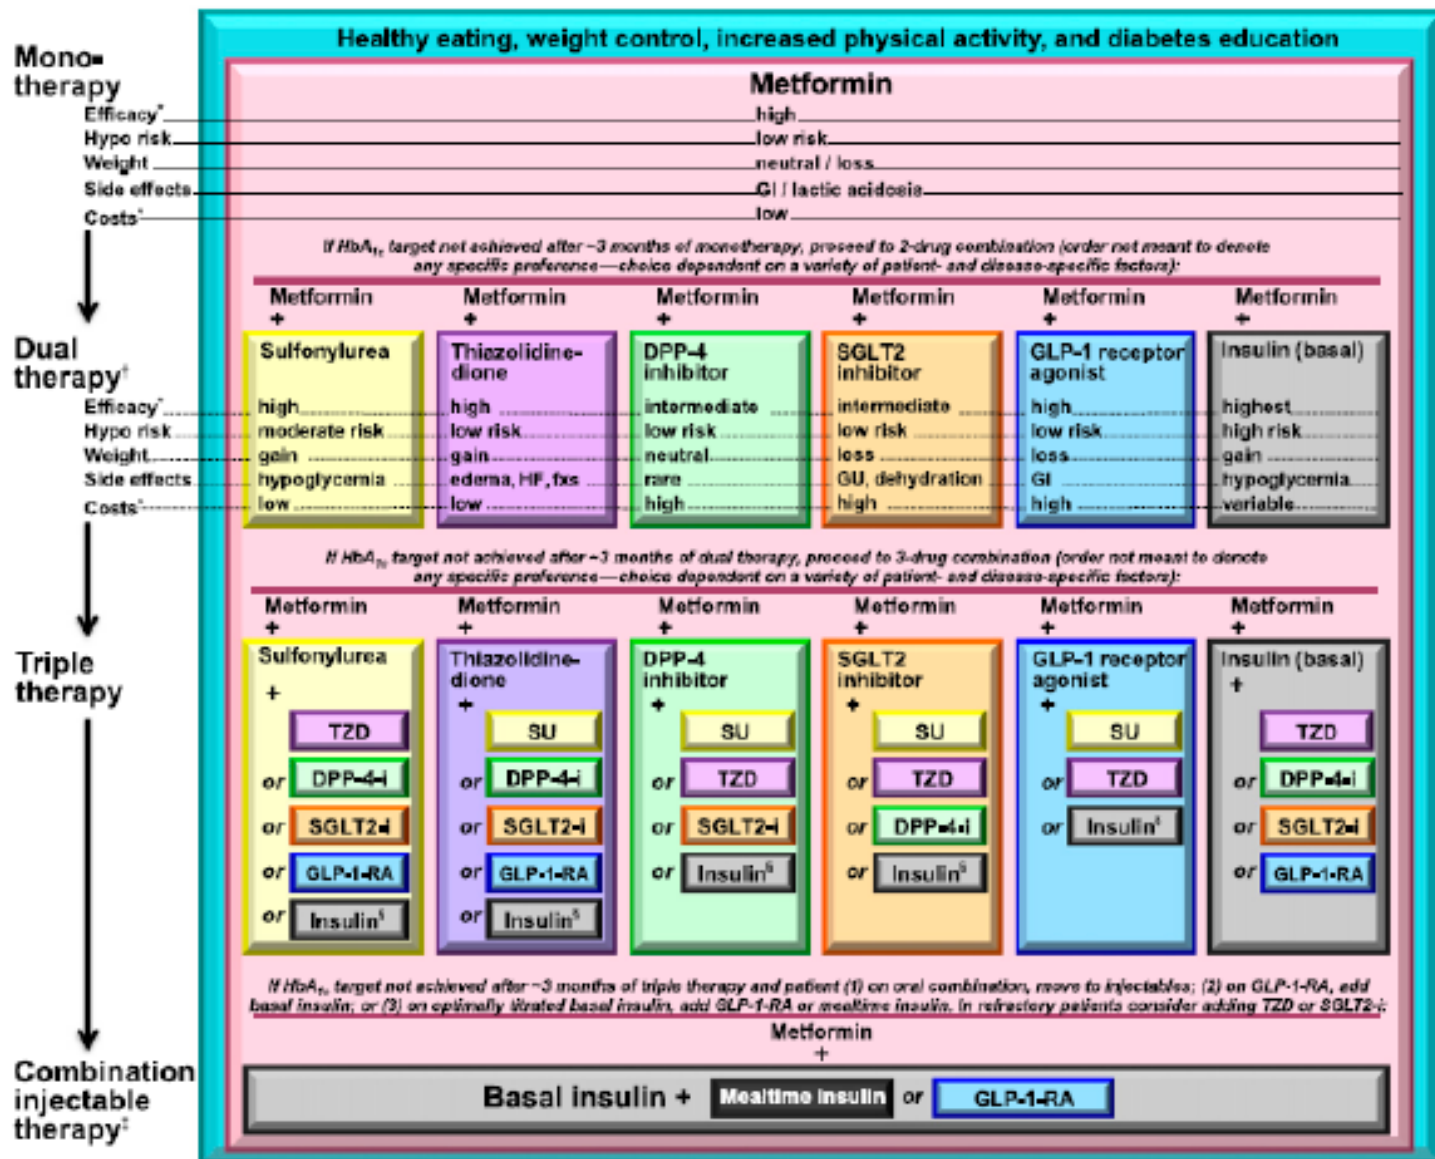 Healthy eating, weight control, increased physical activity, and diabetes education
Mono-
therapy
Metformin
Efficacy* high
Hypo risk low risk
Weight neutral / loss
Side effects GI / lactic acidosis
Costs* low
If HbA1c target not achieved after ~3 months of monotherapy, proceed to 2-drug combination (order not meant to denote
any specific preference—choice dependent on a variety of patient- and disease-specific factors):
Metformin Metformin Metformin Metformin Metformin Metformin
+ + + + + +
Dual
therapy†
Sulfonylurea Thiazolidine- DPP-4 SGLT2 GLP-1 receptor Insulin (basal)
dione inhibitor inhibitor agonist
Efficacy* high high intermediate intermediate high highest
Hypo risk moderate risk low risk low risk low risk low risk high risk
Weight gain gain neutral loss loss gain
Side effects hypoglycemia edema, HF, fxs rare GU, dehydration GI hypoglycemia
Costs* low low high high high variable
If HbA1c target not achieved after ~3 months of dual therapy, proceed to 3-drug combination (order not meant to denote
any specific preference—choice dependent on a variety of patient- and disease-specific factors):
Metformin Metformin Metformin Metformin Metformin Metformin
+ + + + + +
Triple
therapy
Sulfonylurea Thiazolidine- DPP-4 SGLT2 GLP-1 receptor Insulin (basal)
dione inhibitor inhibitor agonist
+ + + + + +
TZD SU SU SU SU TZD
or DPP-4-i or DPP-4-i or TZD or TZD or TZD or DPP-4-i
or SGLT2-i or SGLT2-i or SGLT2-i or DPP-4-i or Insulin§ or SGLT2-i
or GLP-1-RA or GLP-1-RA or Insulin§ or Insulin§ or GLP-1-RA
or Insulin§ or Insulin§
If HbA1c target not achieved after ~3 months of triple therapy and patient (1) on oral combination, move to injectables; (2) on GLP-1-RA, add
basal insulin; or (3) on optimally titrated basal insulin, add GLP-1-RA or mealtime insulin. In refractory patients consider adding TZD or SGLT2-i:
Metformin
+
Combination
injectable
therapy‡
Basal insulin + Mealtime Insulin or GLP-1-RA